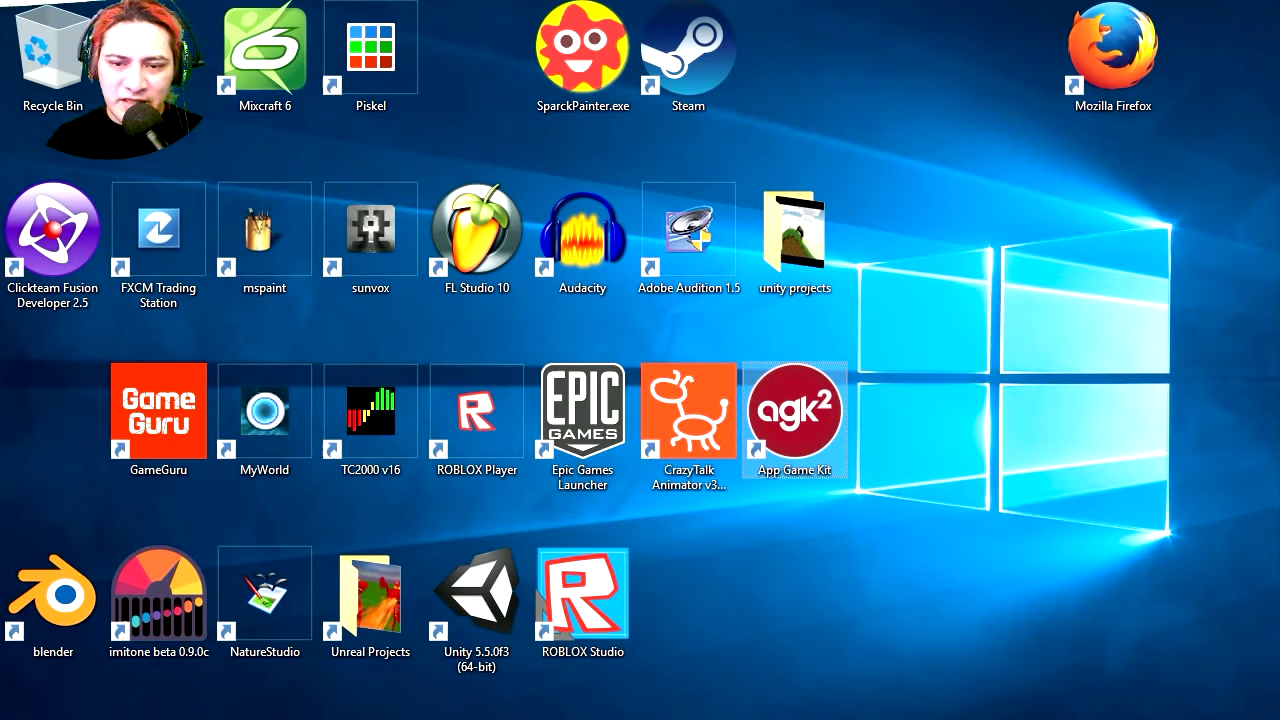 Recycle Bin
Mixcraft 6
Piskel
SparckPainter.exe
Steam
Mozilla Firefox
Clickteam Fusion
Developer 2.5
FXCM Trading
Station
mspaint
sunvox
FL Studio 10
Audacity
Adobe Audition 1.5
unity projects
Game
Guru
EPIC
GAMES
agk2
GameGuru
MyWorld
TC2000 v16
ROBLOX Player
Epic Games
Launcher
CrazyTalk
Animator v3...
App Game Kit
blender
imitone beta 0.9.0c
NatureStudio
Unreal Projects
Unity 5.5.0f3
(64-bit)
ROBLOX Studio